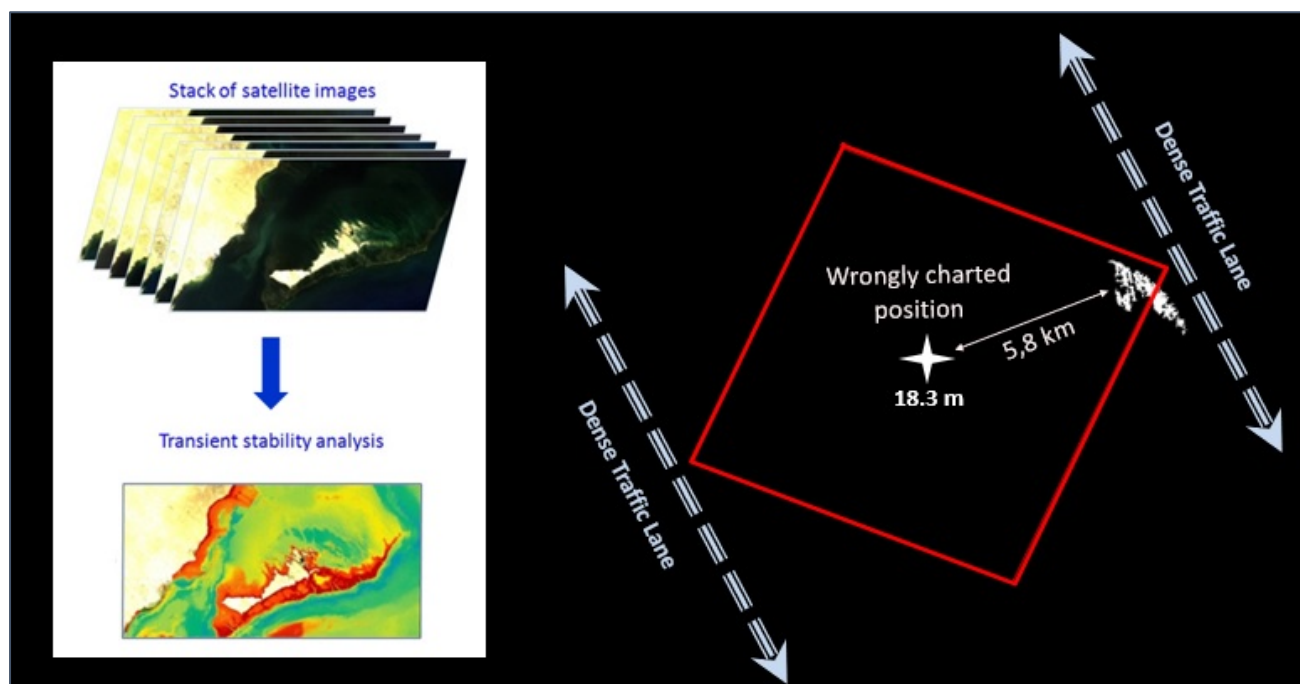 Stack of satellite images
Transient stability analysis
Dense Traffic Lane
Wrongly charted
position
5,8 km
18.3 m
Dense Traffic Lane